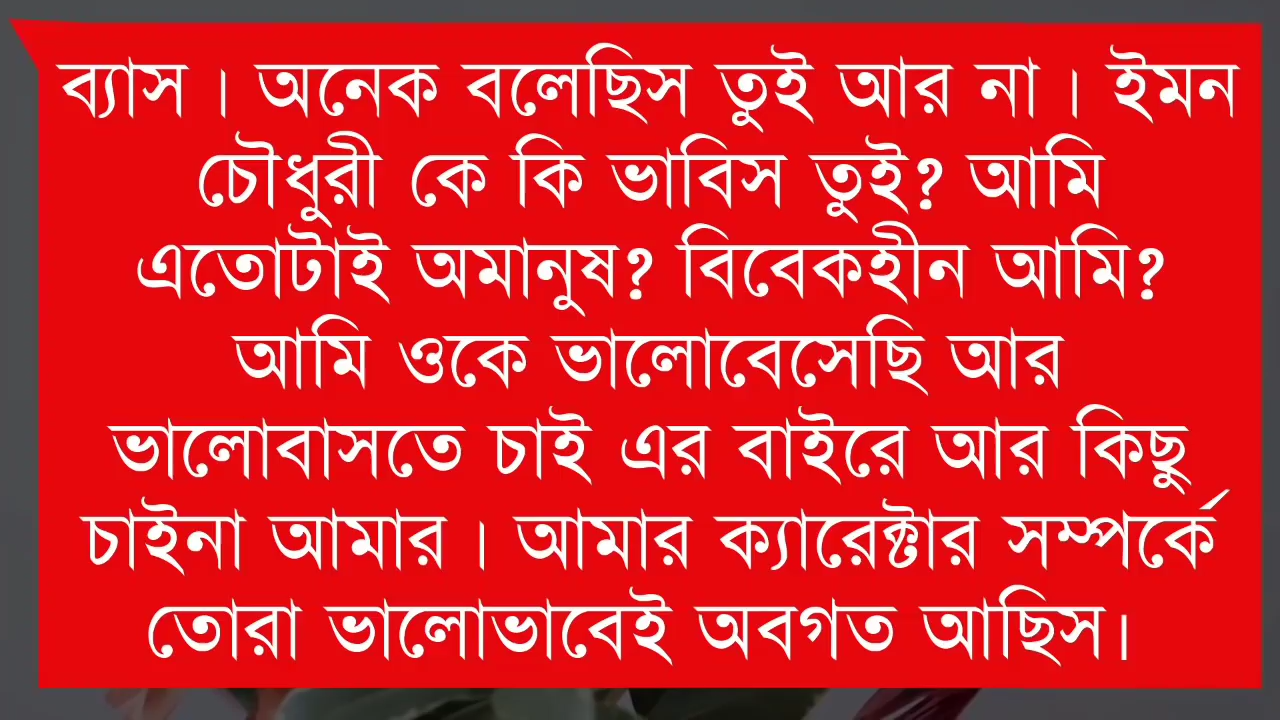 ব্যাস । অনেক বলেছিস তুই আর না । ইমন
চৌধুরী কে কি ভাবিস তুই? আমি
এতোটাই অমানুষ? বিবেকহীন আমি?
আমি ওকে ভালোবেসেছি আর
ভালোবাসতে চাই এর বাইরে আর কিছু
চাইনা আমার । আমার ক্যারেক্টার সম্পর্কে
তোরা ভালোভাবেই অবগত আছিস।